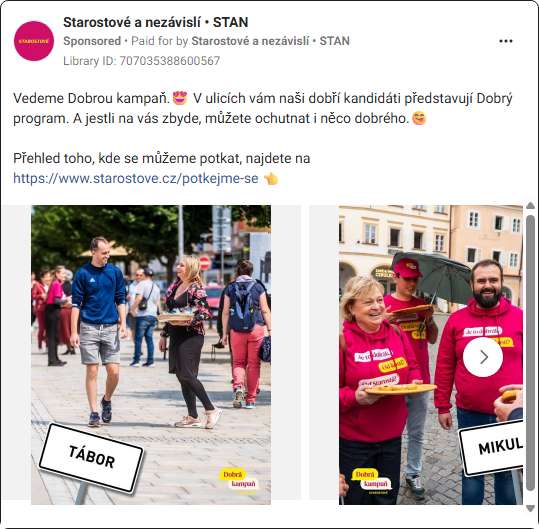 Starostové a nezávislí • STAN
STAROSTOVÉ
Sponsored • Paid for by Starostové a nezávislí • STAN
Library ID: 707035388600567
Vedeme Dobrou kampaň.😍 V ulicích vám naši dobří kandidáti představují Dobrý
program. A jestli na vás zbyde, můžete ochutnat i něco dobrého.😋
Přehled toho, kde se můžeme potkat, najdete na
https://www.starostove.cz/potkejme-se 👈
TÁBOR
Dobrá
kampaň
MIKUL
Dobrá
kampaň
STAROSTOVÉ